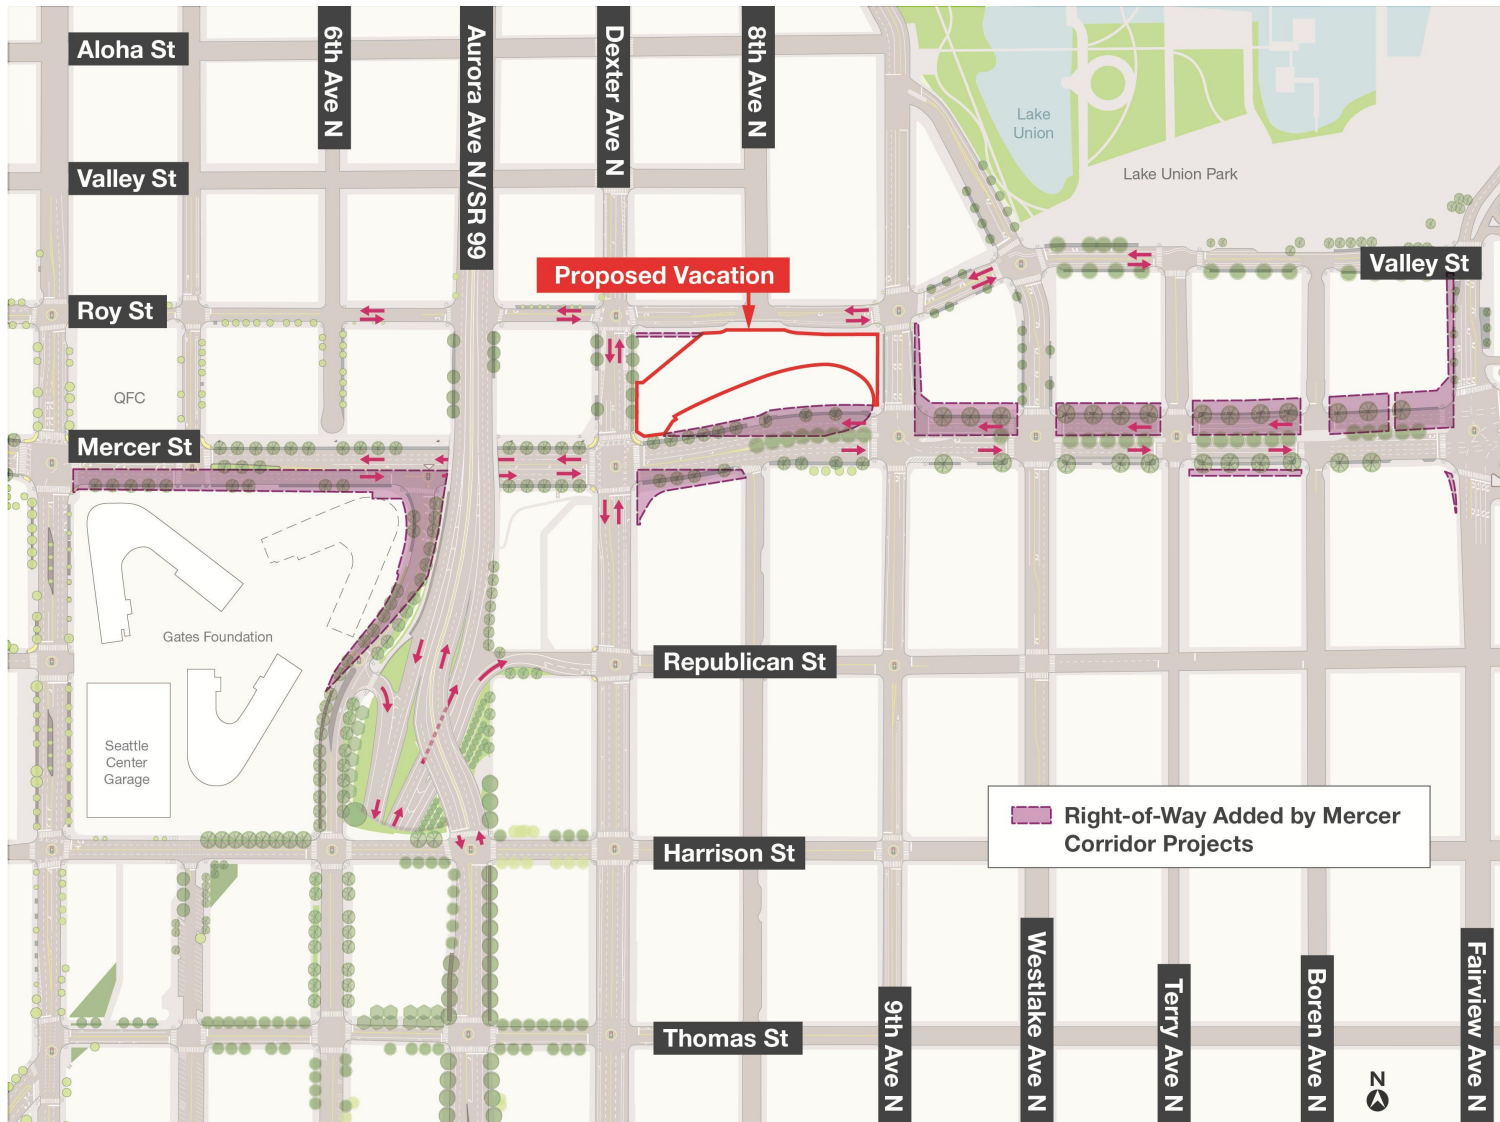 Aloha St
6th Ave N
Aurora Ave N/SR 99
Dexter Ave N
8th Ave N
Lake
Union
Valley St
Lake Union Park
Proposed Vacation
Valley St
Roy St
QFC
Mercer St
Gates Foundation
Republican St
Seattle
Center
Garage
Right-of-Way Added by Mercer
Corridor Projects
Harrison St
Thomas St
9th Ave N
Westlake Ave N
Terry Ave N
Boren Ave N
Fairview Ave N
N